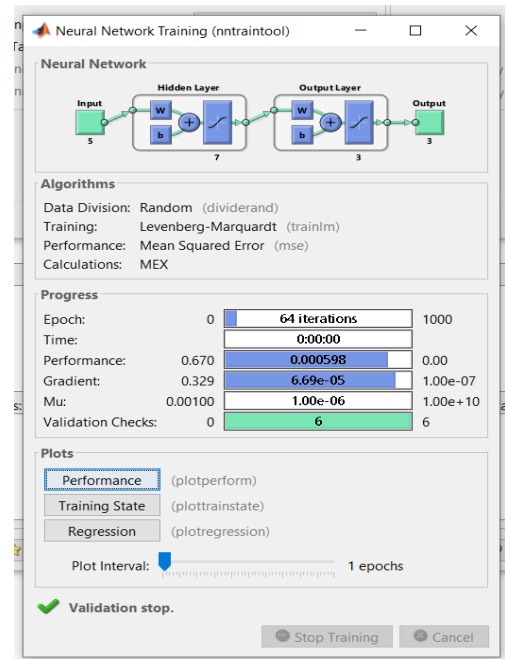 Neural Network Training (nntraintool)
Neural Network
Hidden Layer Output Layer
Input Output
W W
b b
5 7 3 3
Algorithms
Data Division: Random (dividerand)
Training: Levenberg-Marquardt (trainlm)
Performance: Mean Squared Error (mse)
Calculations: MEX
Progress
Epoch: 0 64 iterations 1000
Time: 0:00:00
Performance: 0.670 0.000598 0.00
Gradient: 0.329 6.69e-05 1.00e-07
Mu: 0.00100 1.00e-06 1.00e+10
Validation Checks: 0 6 6
Plots
Performance (plotperform)
Training State (plottrainstate)
Regression (plotregression)
Plot Interval: 1 epochs
Validation stop.
Stop Training Cancel